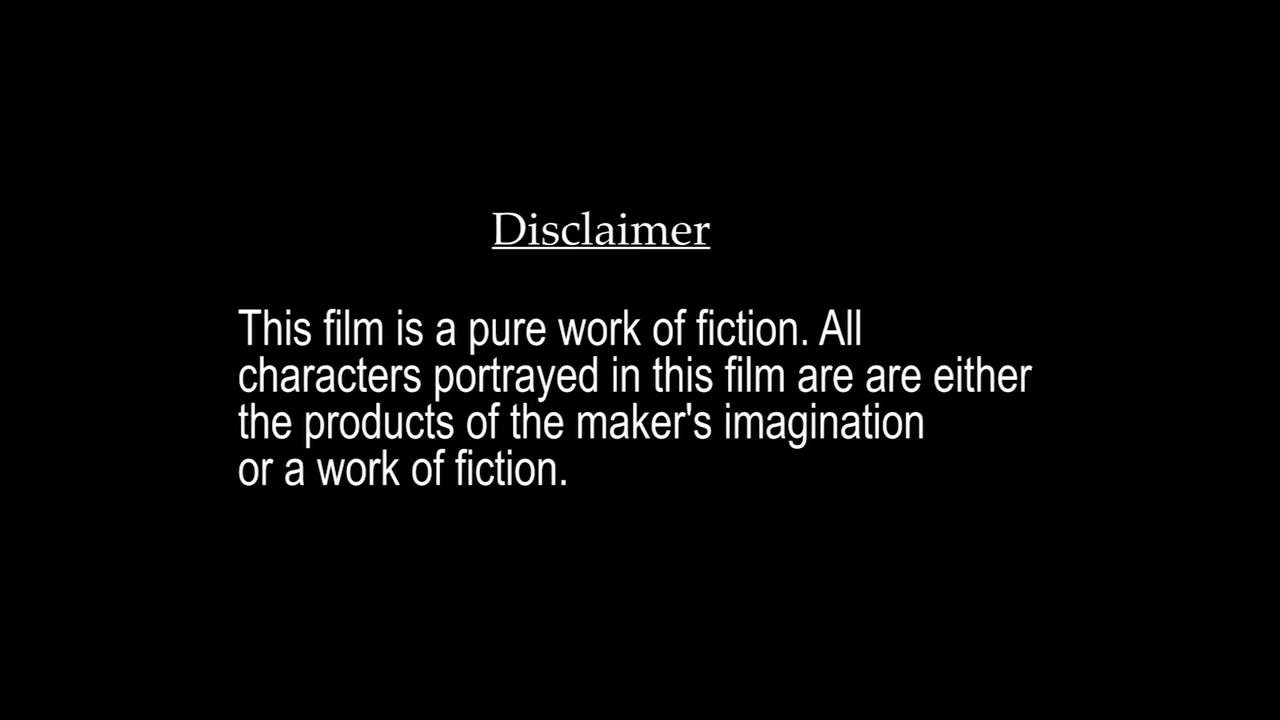 Disclaimer
This film is a pure work of fiction. All
characters portrayed in this film are are either
the products of the maker's imagination
or a work of fiction.